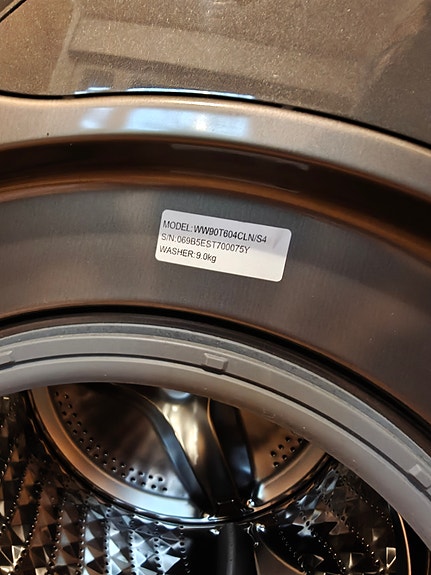 MODEL: WW90T604CLN/S4
S/N: 069B5EST700075Y
WASHER: 9.0kg